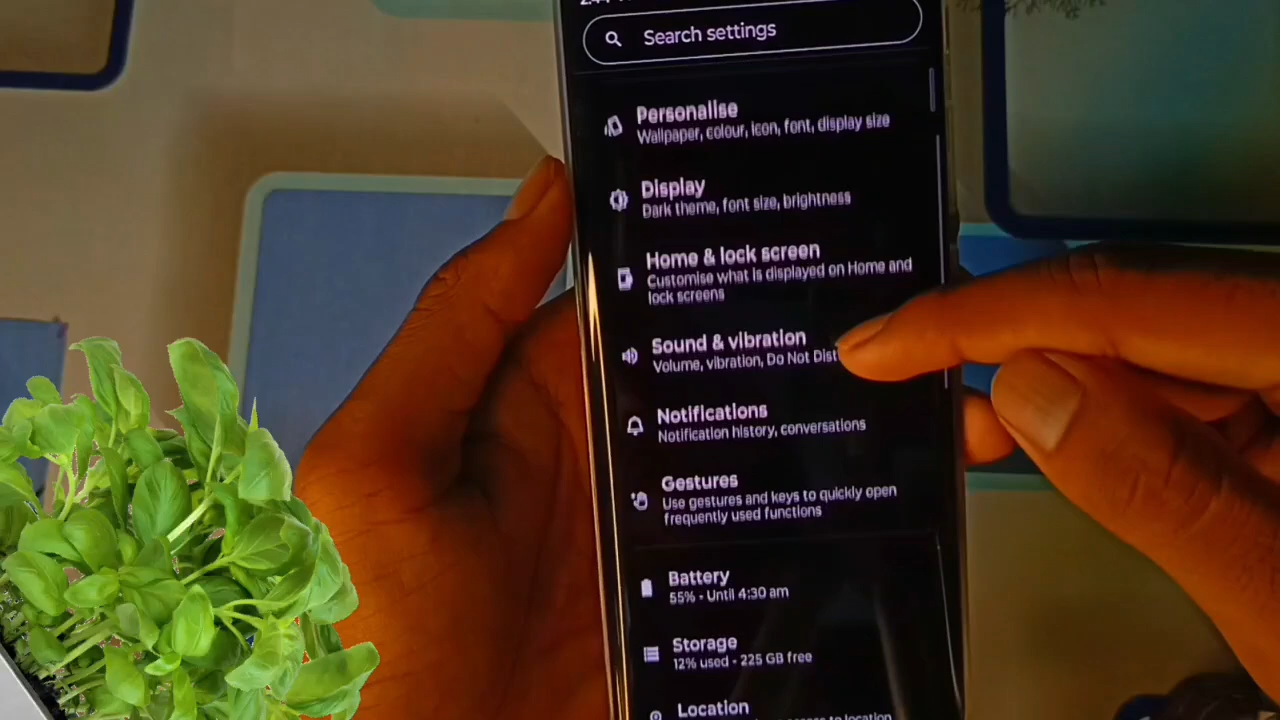 Search settings
Personalise
Wallpaper, colour, icon, font, display size
Display
Dark theme, font size, brightness
Home & lock screen
Customise what is displayed on Home and
lock screens
Sound & vibration
Volume, vibration, Do Not Dist
Notifications
Notification history, conversations
Gestures
Use gestures and keys to quickly open
frequently used functions
Battery
55% - Until 4:30 am
Storage
12% used - 225 GB free
Location
access to location